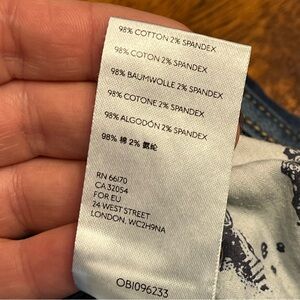 98% COTTON 2% SPANDEX
98% COTON 2% SPANDEX
98% BAUMWOLLE 2% SPANDEX
98% COTONE 2% SPANDEX
98% ALGODÓN 2% SPANDEX
98% 棉 2% 氨纶
RN 66170
CA 32054
FOR EU
24 WEST STREET
LONDON, WC2H9NA
OBI096233